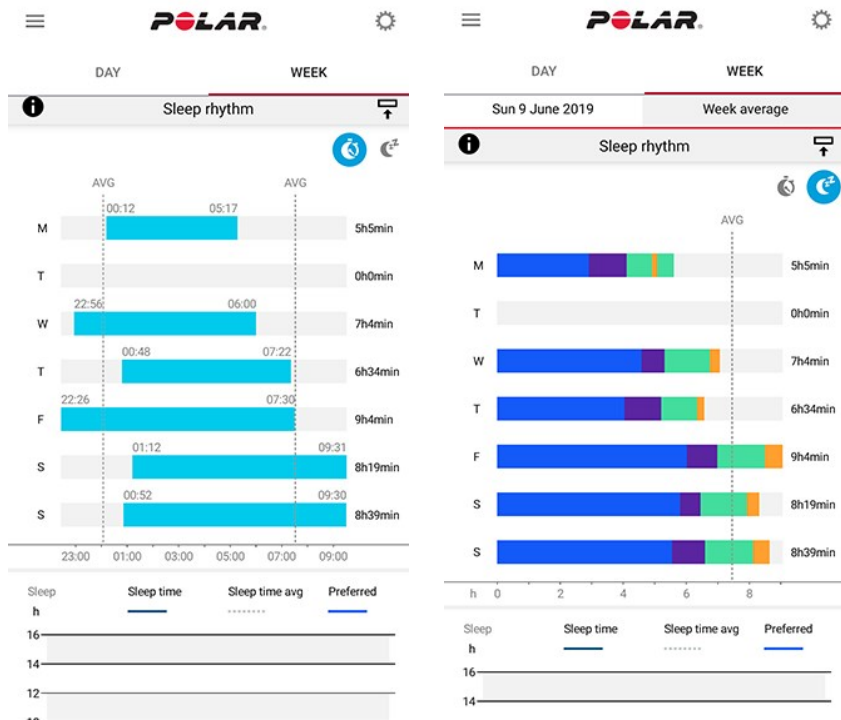 POLAR.
DAY WEEK
Sleep rhythm
AVG AVG
00:12 05:17
M 5h5min
T 0h0min
22:56 06:00
W 7h4min
00:48 07:22
T 6h34min
22:26 07:30
F 9h4min
01:12 09:31
S 8h19min
00:52 09:30
S 8h39min
23:00 01:00 03:00 05:00 07:00 09:00
Sleep Sleep time Sleep time avg Preferred
h
16
14
12
POLAR.
DAY WEEK
Sun 9 June 2019 Week average
Sleep rhythm
AVG
M 5h5min
T 0h0min
W 7h4min
T 6h34min
F 9h4min
S 8h19min
S 8h39min
h 0 2 4 6 8
Sleep Sleep time Sleep time avg Preferred
h
16
14